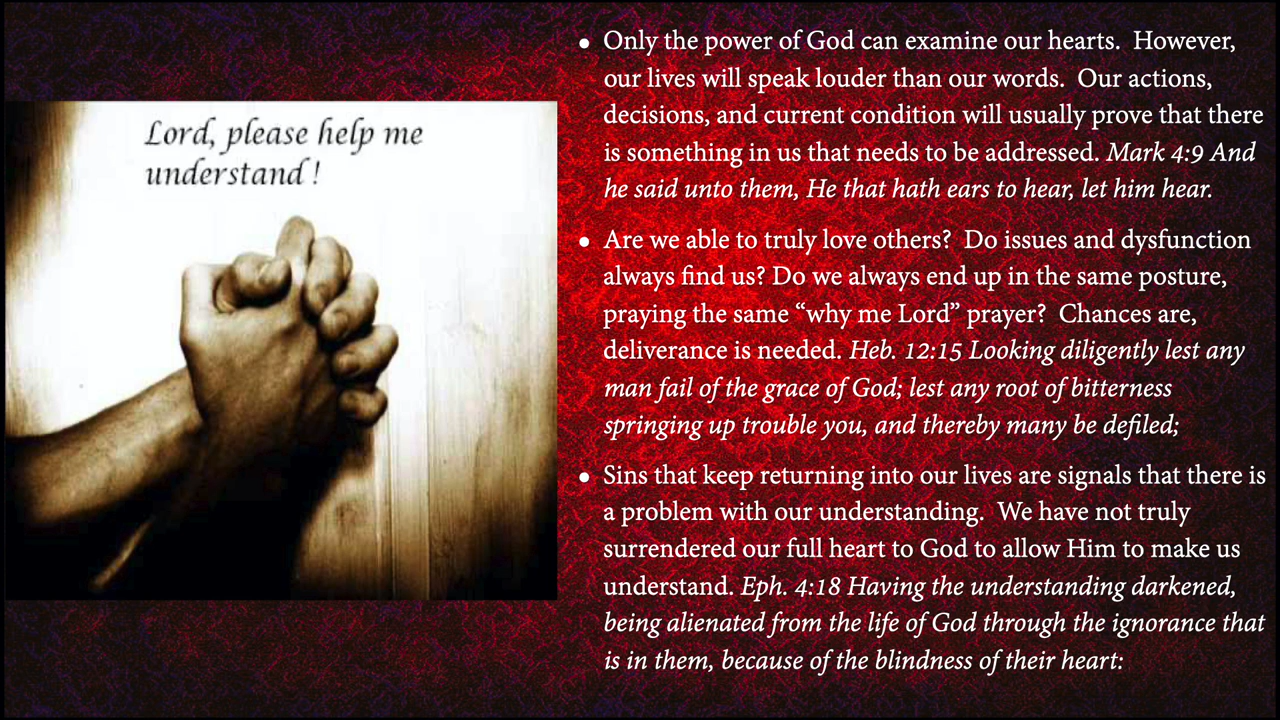 Lord, please help me
understand !
• Only the power of God can examine our hearts.  However,
our lives will speak louder than our words.  Our actions,
decisions, and current condition will usually prove that there
is something in us that needs to be addressed. Mark 4:9 And
he said unto them, He that hath ears to hear, let him hear.
• Are we able to truly love others?  Do issues and dysfunction
always find us? Do we always end up in the same posture,
praying the same “why me Lord” prayer?  Chances are,
deliverance is needed. Heb. 12:15 Looking diligently lest any
man fail of the grace of God; lest any root of bitterness
springing up trouble you, and thereby many be defiled;
• Sins that keep returning into our lives are signals that there is
a problem with our understanding.  We have not truly
surrendered our full heart to God to allow Him to make us
understand. Eph. 4:18 Having the understanding darkened,
being alienated from the life of God through the ignorance that
is in them, because of the blindness of their heart: